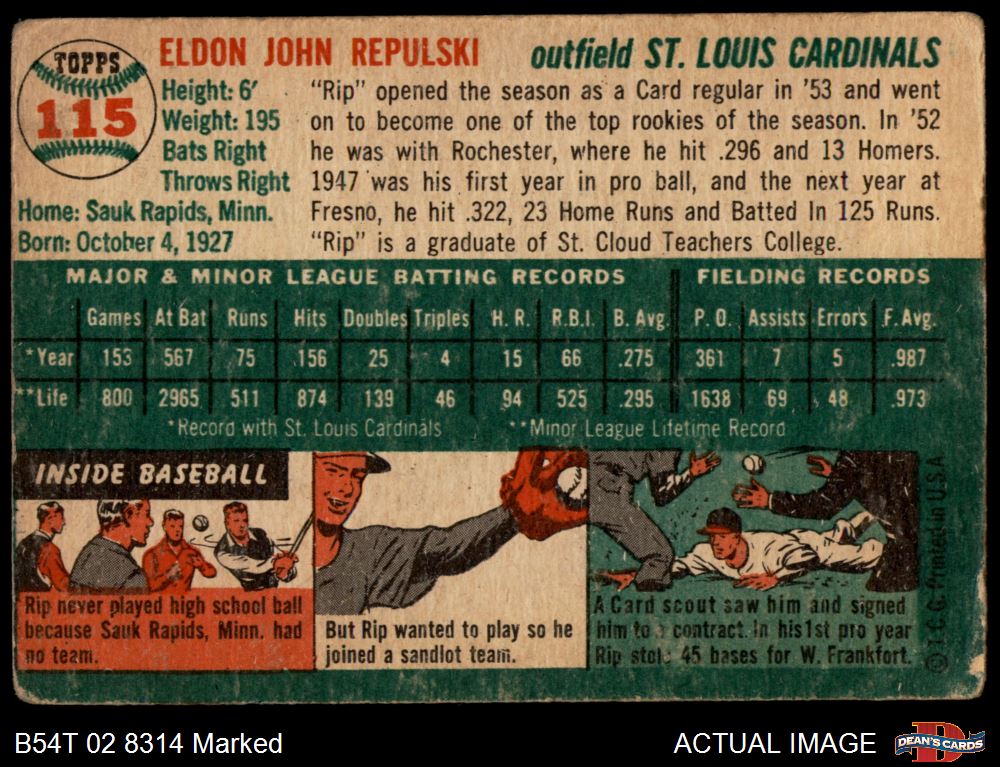 TOPPS
115
ELDON JOHN REPULSKI outfield ST. LOUIS CARDINALS
Height: 6'
Weight: 195
Bats Right
Throws Right
Home: Sauk Rapids, Minn.
Born: October 4, 1927
"Rip" opened the season as a Card regular in '53 and went
on to become one of the top rookies of the season. In '52
he was with Rochester, where he hit .296 and 13 Homers.
1947 was his first year in pro ball, and the next year at
Fresno, he hit .322, 23 Home Runs and Batted In 125 Runs.
"Rip" is a graduate of St. Cloud Teachers College.
MAJOR & MINOR LEAGUE BATTING RECORDS FIELDING RECORDS
Games At Bat Runs Hits Doubles Triples H. R. R.B.I. B. Avg. P. O. Assists Errors F. Avg.
*Year 153 567 75 156 25 4 15 66 .275 361 7 5 .987
**Life 800 2965 511 874 139 46 94 525 .295 1638 69 48 .973
*Record with St. Louis Cardinals **Minor League Lifetime Record
INSIDE BASEBALL
Rip never played high school ball
because Sauk Rapids, Minn. had
no team.
But Rip wanted to play so he
joined a sandlot team.
A Card scout saw him and signed
him to a contract. In his 1st pro year
Rip stole 45 bases for W. Frankfort.
© T. C. G. Printed in U.S.A.
B54T 02 8314 Marked
ACTUAL IMAGE
DEAN'S CARDS